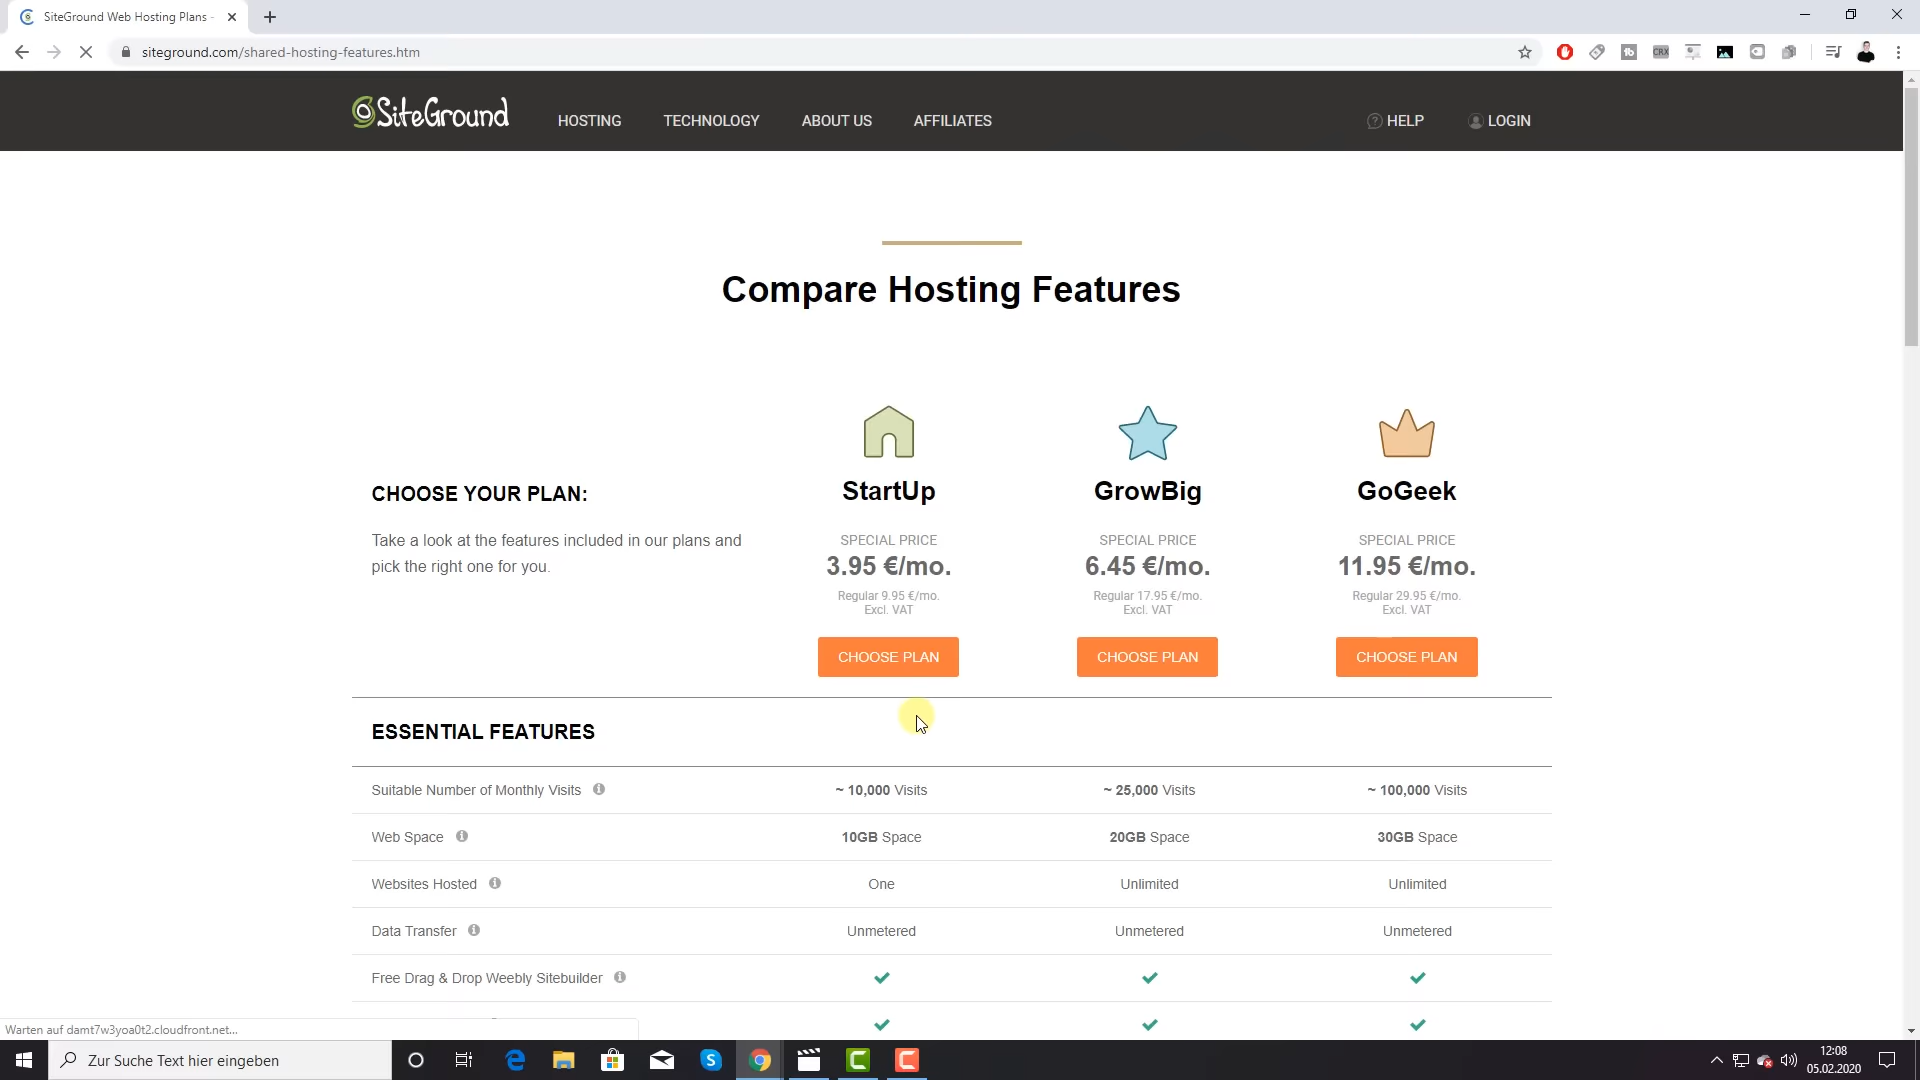 SiteGround Web Hosting Plans -
siteground.com/shared-hosting-features.htm
SiteGround
HOSTING
TECHNOLOGY
ABOUT US
AFFILIATES
HELP
LOGIN
Compare Hosting Features
CHOOSE YOUR PLAN:
Take a look at the features included in our plans and
pick the right one for you.
StartUp
SPECIAL PRICE
3.95 €/mo.
Regular 9.95 €/mo.
Excl. VAT
CHOOSE PLAN
GrowBig
SPECIAL PRICE
6.45 €/mo.
Regular 17.95 €/mo.
Excl. VAT
CHOOSE PLAN
GoGeek
SPECIAL PRICE
11.95 €/mo.
Regular 29.95 €/mo.
Excl. VAT
CHOOSE PLAN
ESSENTIAL FEATURES
Suitable Number of Monthly Visits ~ 10,000 Visits ~ 25,000 Visits ~ 100,000 Visits
Web Space 10GB Space 20GB Space 30GB Space
Websites Hosted One Unlimited Unlimited
Data Transfer Unmetered Unmetered Unmetered
Free Drag & Drop Weebly Sitebuilder
Warten auf damt7w3yoa0t2.cloudfront.net...
Zur Suche Text hier eingeben
12:08
05.02.2020